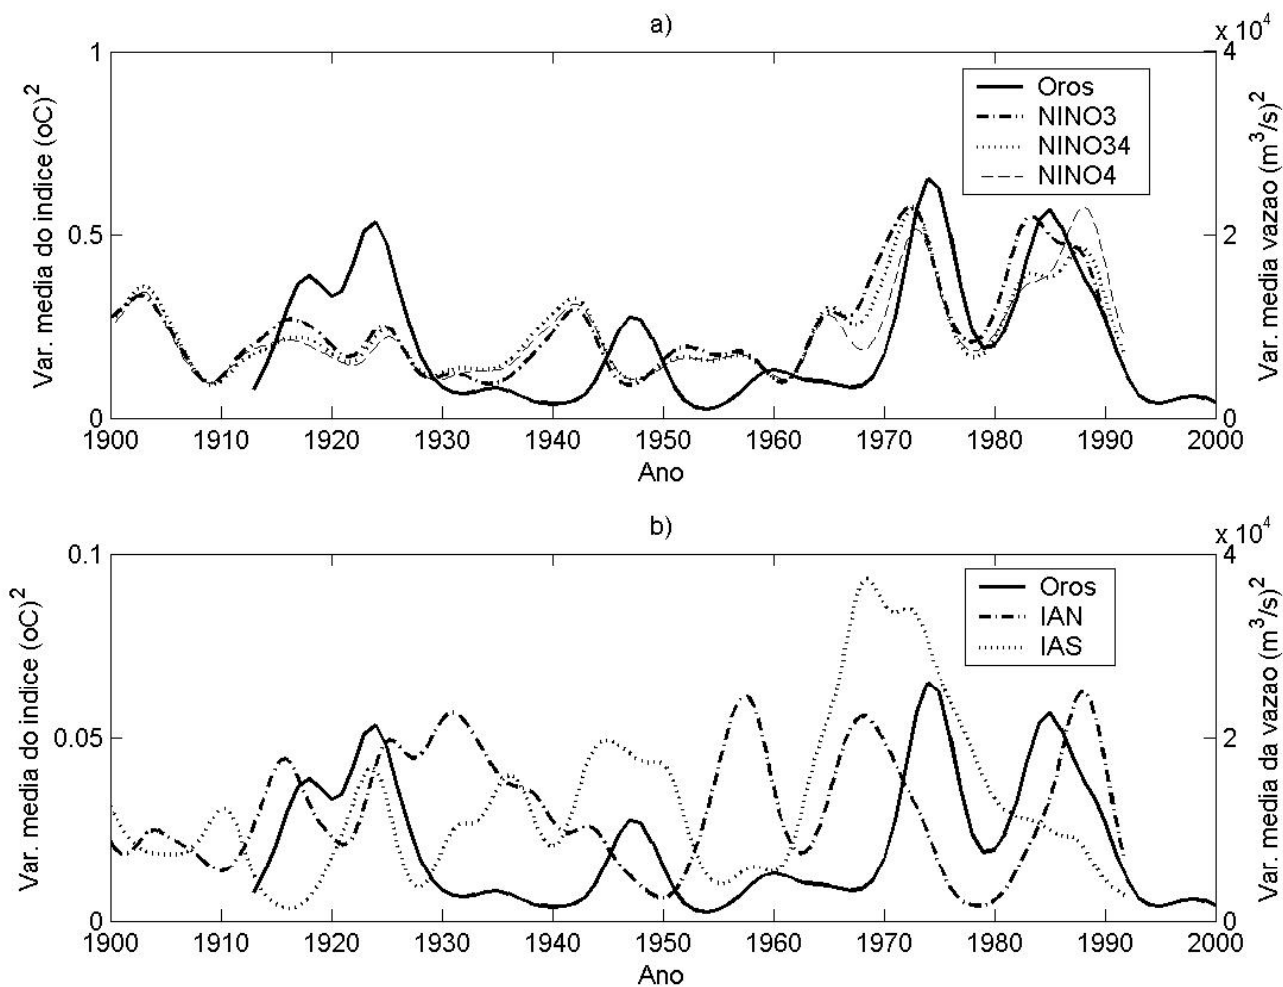 a)
x 10^4
1
0.5
0
4
2
0
Var. media do indice (oC)^2
Var. media vazao (m^3/s)^2
Oros
NINO3
NINO34
NINO4
1900 1910 1920 1930 1940 1950 1960 1970 1980 1990 2000
Ano
b)
x 10^4
0.1
0.05
0
4
2
0
Var. media do indice (oC)^2
Var. media da vazao (m^3/s)^2
Oros
IAN
IAS
1900 1910 1920 1930 1940 1950 1960 1970 1980 1990 2000
Ano